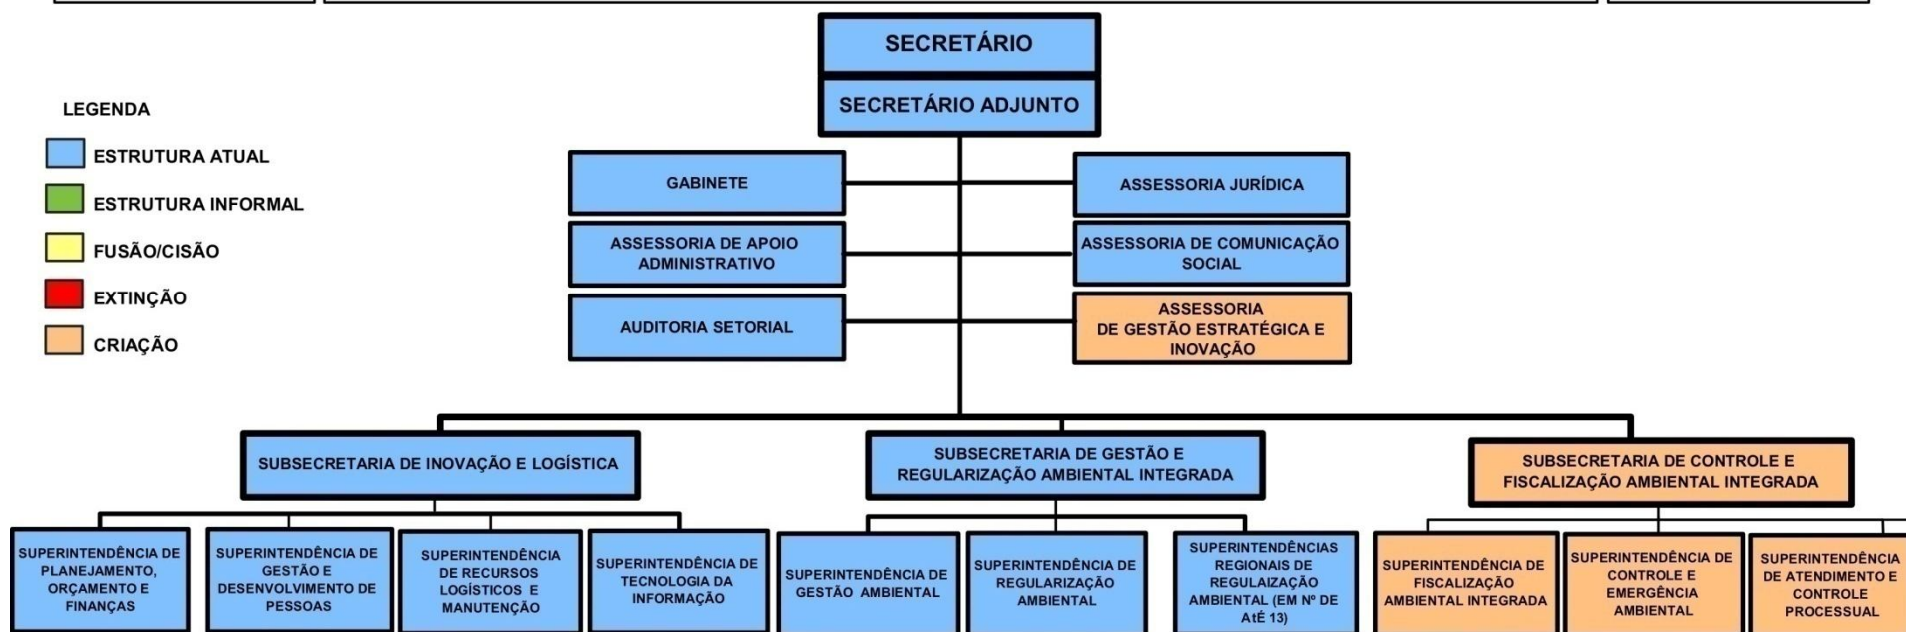 SECRETÁRIO
SECRETÁRIO ADJUNTO
LEGENDA
ESTRUTURA ATUAL
ESTRUTURA INFORMAL
FUSÃO/CISÃO
EXTINÇÃO
CRIAÇÃO
GABINETE
ASSESSORIA JURÍDICA
ASSESSORIA DE APOIO
ADMINISTRATIVO
ASSESSORIA DE COMUNICAÇÃO
SOCIAL
AUDITORIA SETORIAL
ASSESSORIA
DE GESTÃO ESTRATÉGICA E
INOVAÇÃO
SUBSECRETARIA DE INOVAÇÃO E LOGÍSTICA
SUBSECRETARIA DE GESTÃO E
REGULARIZAÇÃO AMBIENTAL INTEGRADA
SUBSECRETARIA DE CONTROLE E
FISCALIZAÇÃO AMBIENTAL INTEGRADA
SUPERINTENDÊNCIA DE
PLANEJAMENTO,
ORÇAMENTO E
FINANÇAS
SUPERINTENDÊNCIA DE
GESTÃO E
DESENVOLVIMENTO DE
PESSOAS
SUPERINTENDÊNCIA
DE RECURSOS
LOGÍSTICOS E
MANUTENÇÃO
SUPERINTENDÊNCIA DE
TECNOLOGIA DA
INFORMAÇÃO
SUPERINTENDÊNCIA DE
GESTÃO AMBIENTAL
SUPERINTENDÊNCIA DE
REGULARIZAÇÃO
AMBIENTAL
SUPERINTENDÊNCIAS
REGIONAIS DE
REGULAIZAÇÃO
AMBIENTAL (EM Nº DE
AtÉ 13)
SUPERINTENDÊNCIA DE
FISCALIZAÇÃO
AMBIENTAL INTEGRADA
SUPERINTENDÊNCIA DE
CONTROLE E
EMERGÊNCIA
AMBIENTAL
SUPERINTENDÊNCIA
DE ATENDIMENTO E
CONTROLE
PROCESSUAL